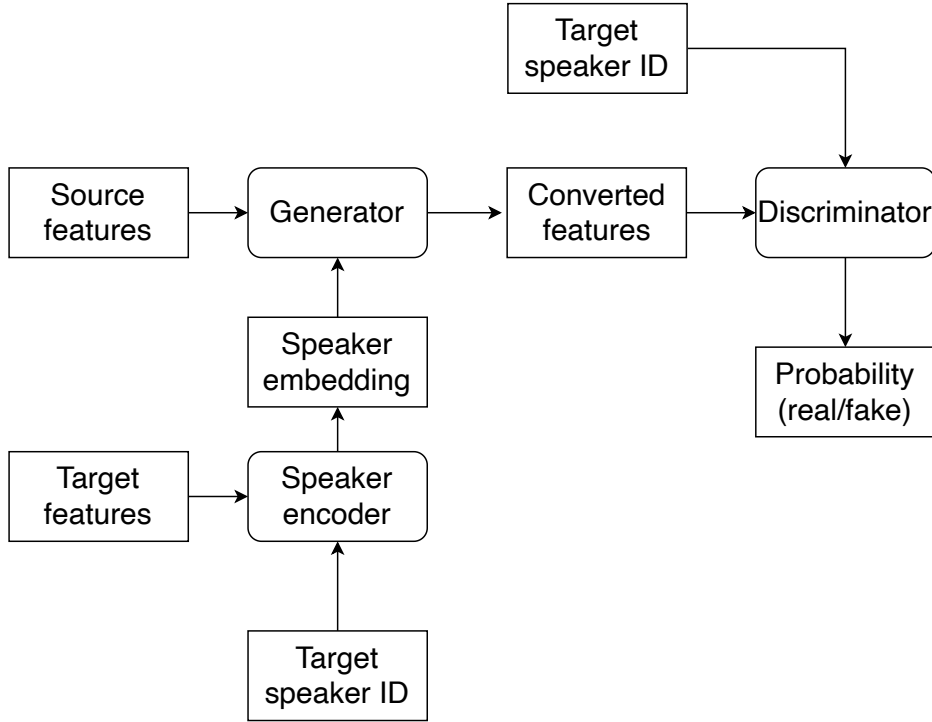 Target
speaker ID
Source
features
Generator
Converted
features
Discriminator
Speaker
embedding
Probability
(real/fake)
Target
features
Speaker
encoder
Target
speaker ID